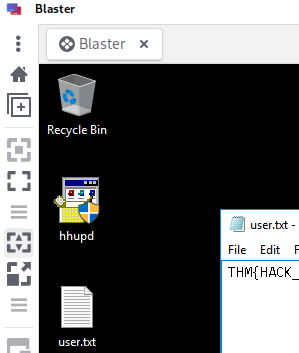 Blaster
Blaster
Recycle Bin
hhupd
user.txt
user.txt -
File Edit F
THM{HACK_